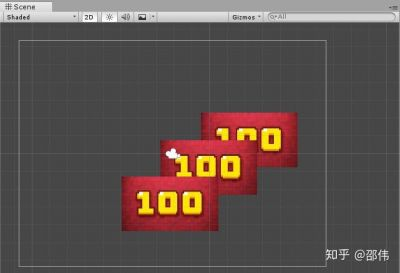 Scene
Shaded
2D
Gizmos
All
100
100
100
知乎 @邵伟